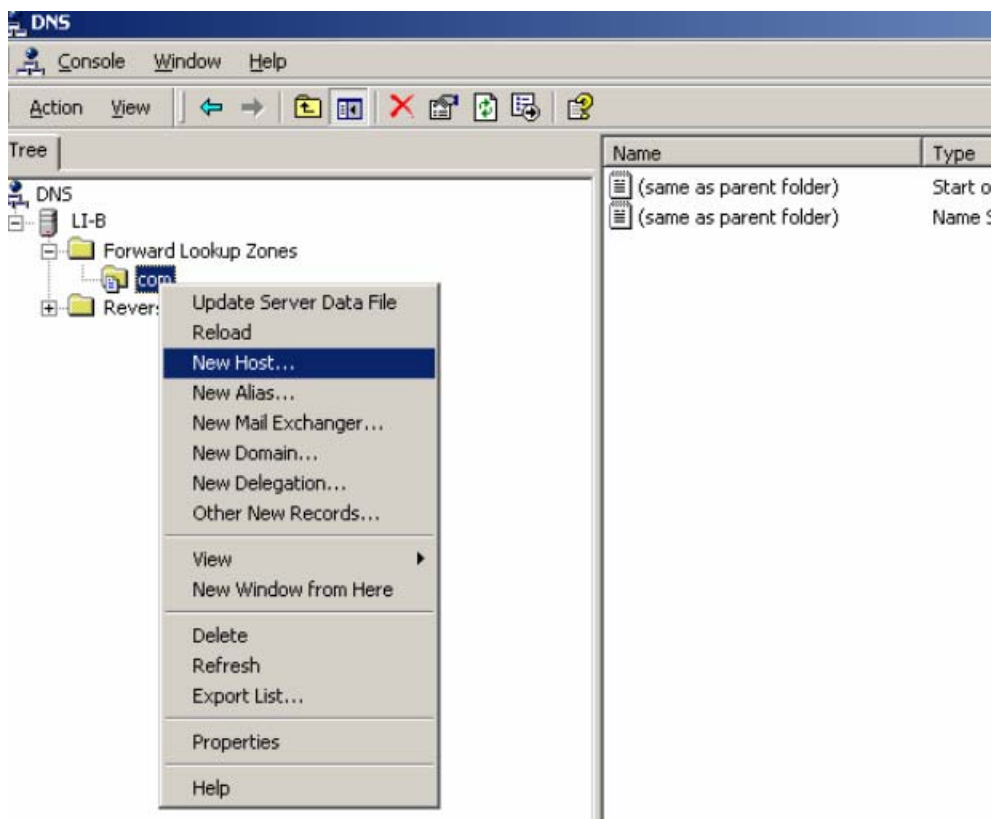 DNS
Console Window Help
Action View
Tree
Name Type
DNS
LI-B
Forward Lookup Zones
com
Revers
(same as parent folder) Start o
(same as parent folder) Name S
Update Server Data File
Reload
New Host...
New Alias...
New Mail Exchanger...
New Domain...
New Delegation...
Other New Records...
View
New Window from Here
Delete
Refresh
Export List...
Properties
Help